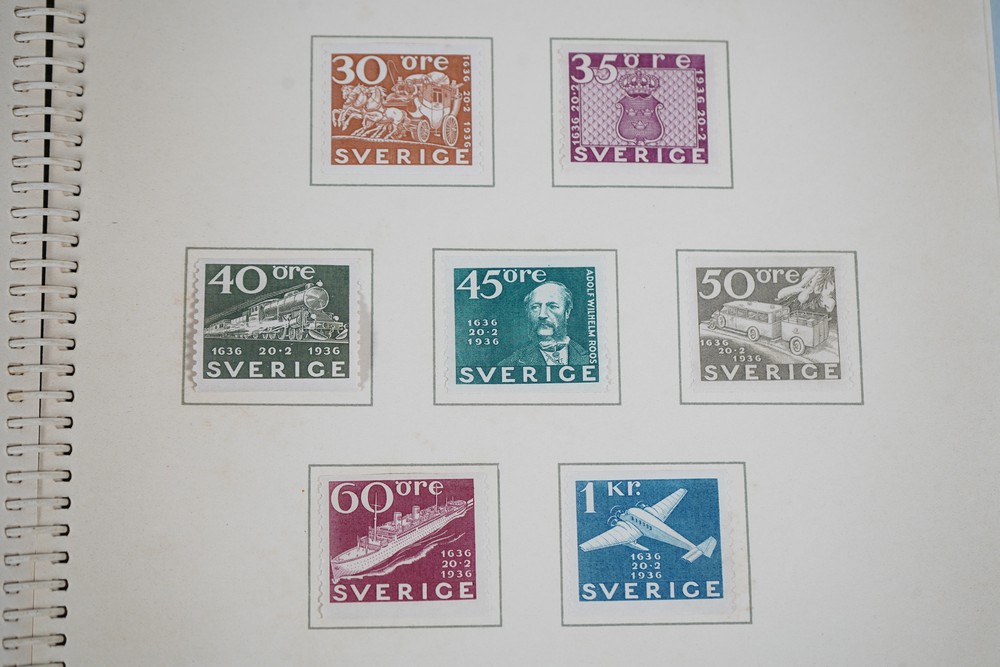 30 öre
1636 20·2 1936
SVERIGE
35 öre
1636 20·2
1936 20·2
SVERIGE
40 öre
1636 20·2 1936
SVERIGE
45 öre
ADOLF WILHELM ROOS
1636
20·2
1936
SVERIGE
50 öre
1636
20·2
1936
SVERIGE
60 öre
1636
20·2
1936
SVERIGE
1 Kr.
1636
20·2
1936
SVERIGE